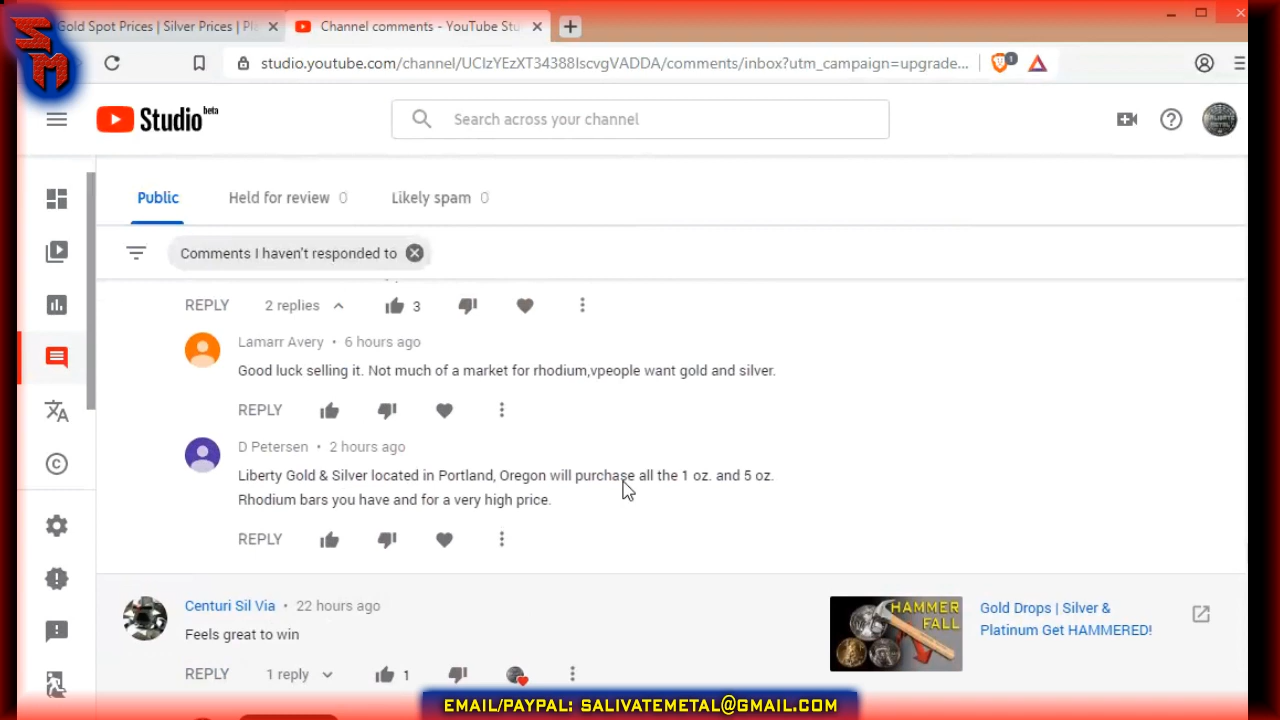 SM
Gold Spot Prices | Silver Prices | Pl
Channel comments - YouTube Stu
studio.youtube.com/channel/UCIzYEzXT34388IscvgVADDA/comments/inbox?utm_campaign=upgrade...
1
Studio beta
Search across your channel
Public
Held for review 0
Likely spam 0
Comments I haven't responded to
REPLY 2 replies 3
Lamarr Avery • 6 hours ago
Good luck selling it. Not much of a market for rhodium,vpeople want gold and silver.
REPLY
D Petersen • 2 hours ago
Liberty Gold & Silver located in Portland, Oregon will purchase all the 1 oz. and 5 oz.
Rhodium bars you have and for a very high price.
REPLY
Centuri Sil Via • 22 hours ago
Feels great to win
REPLY 1 reply 1
HAMMER
FALL
Gold Drops | Silver &
Platinum Get HAMMERED!
EMAIL/PAYPAL: SALIVATEMETAL@GMAIL.COM